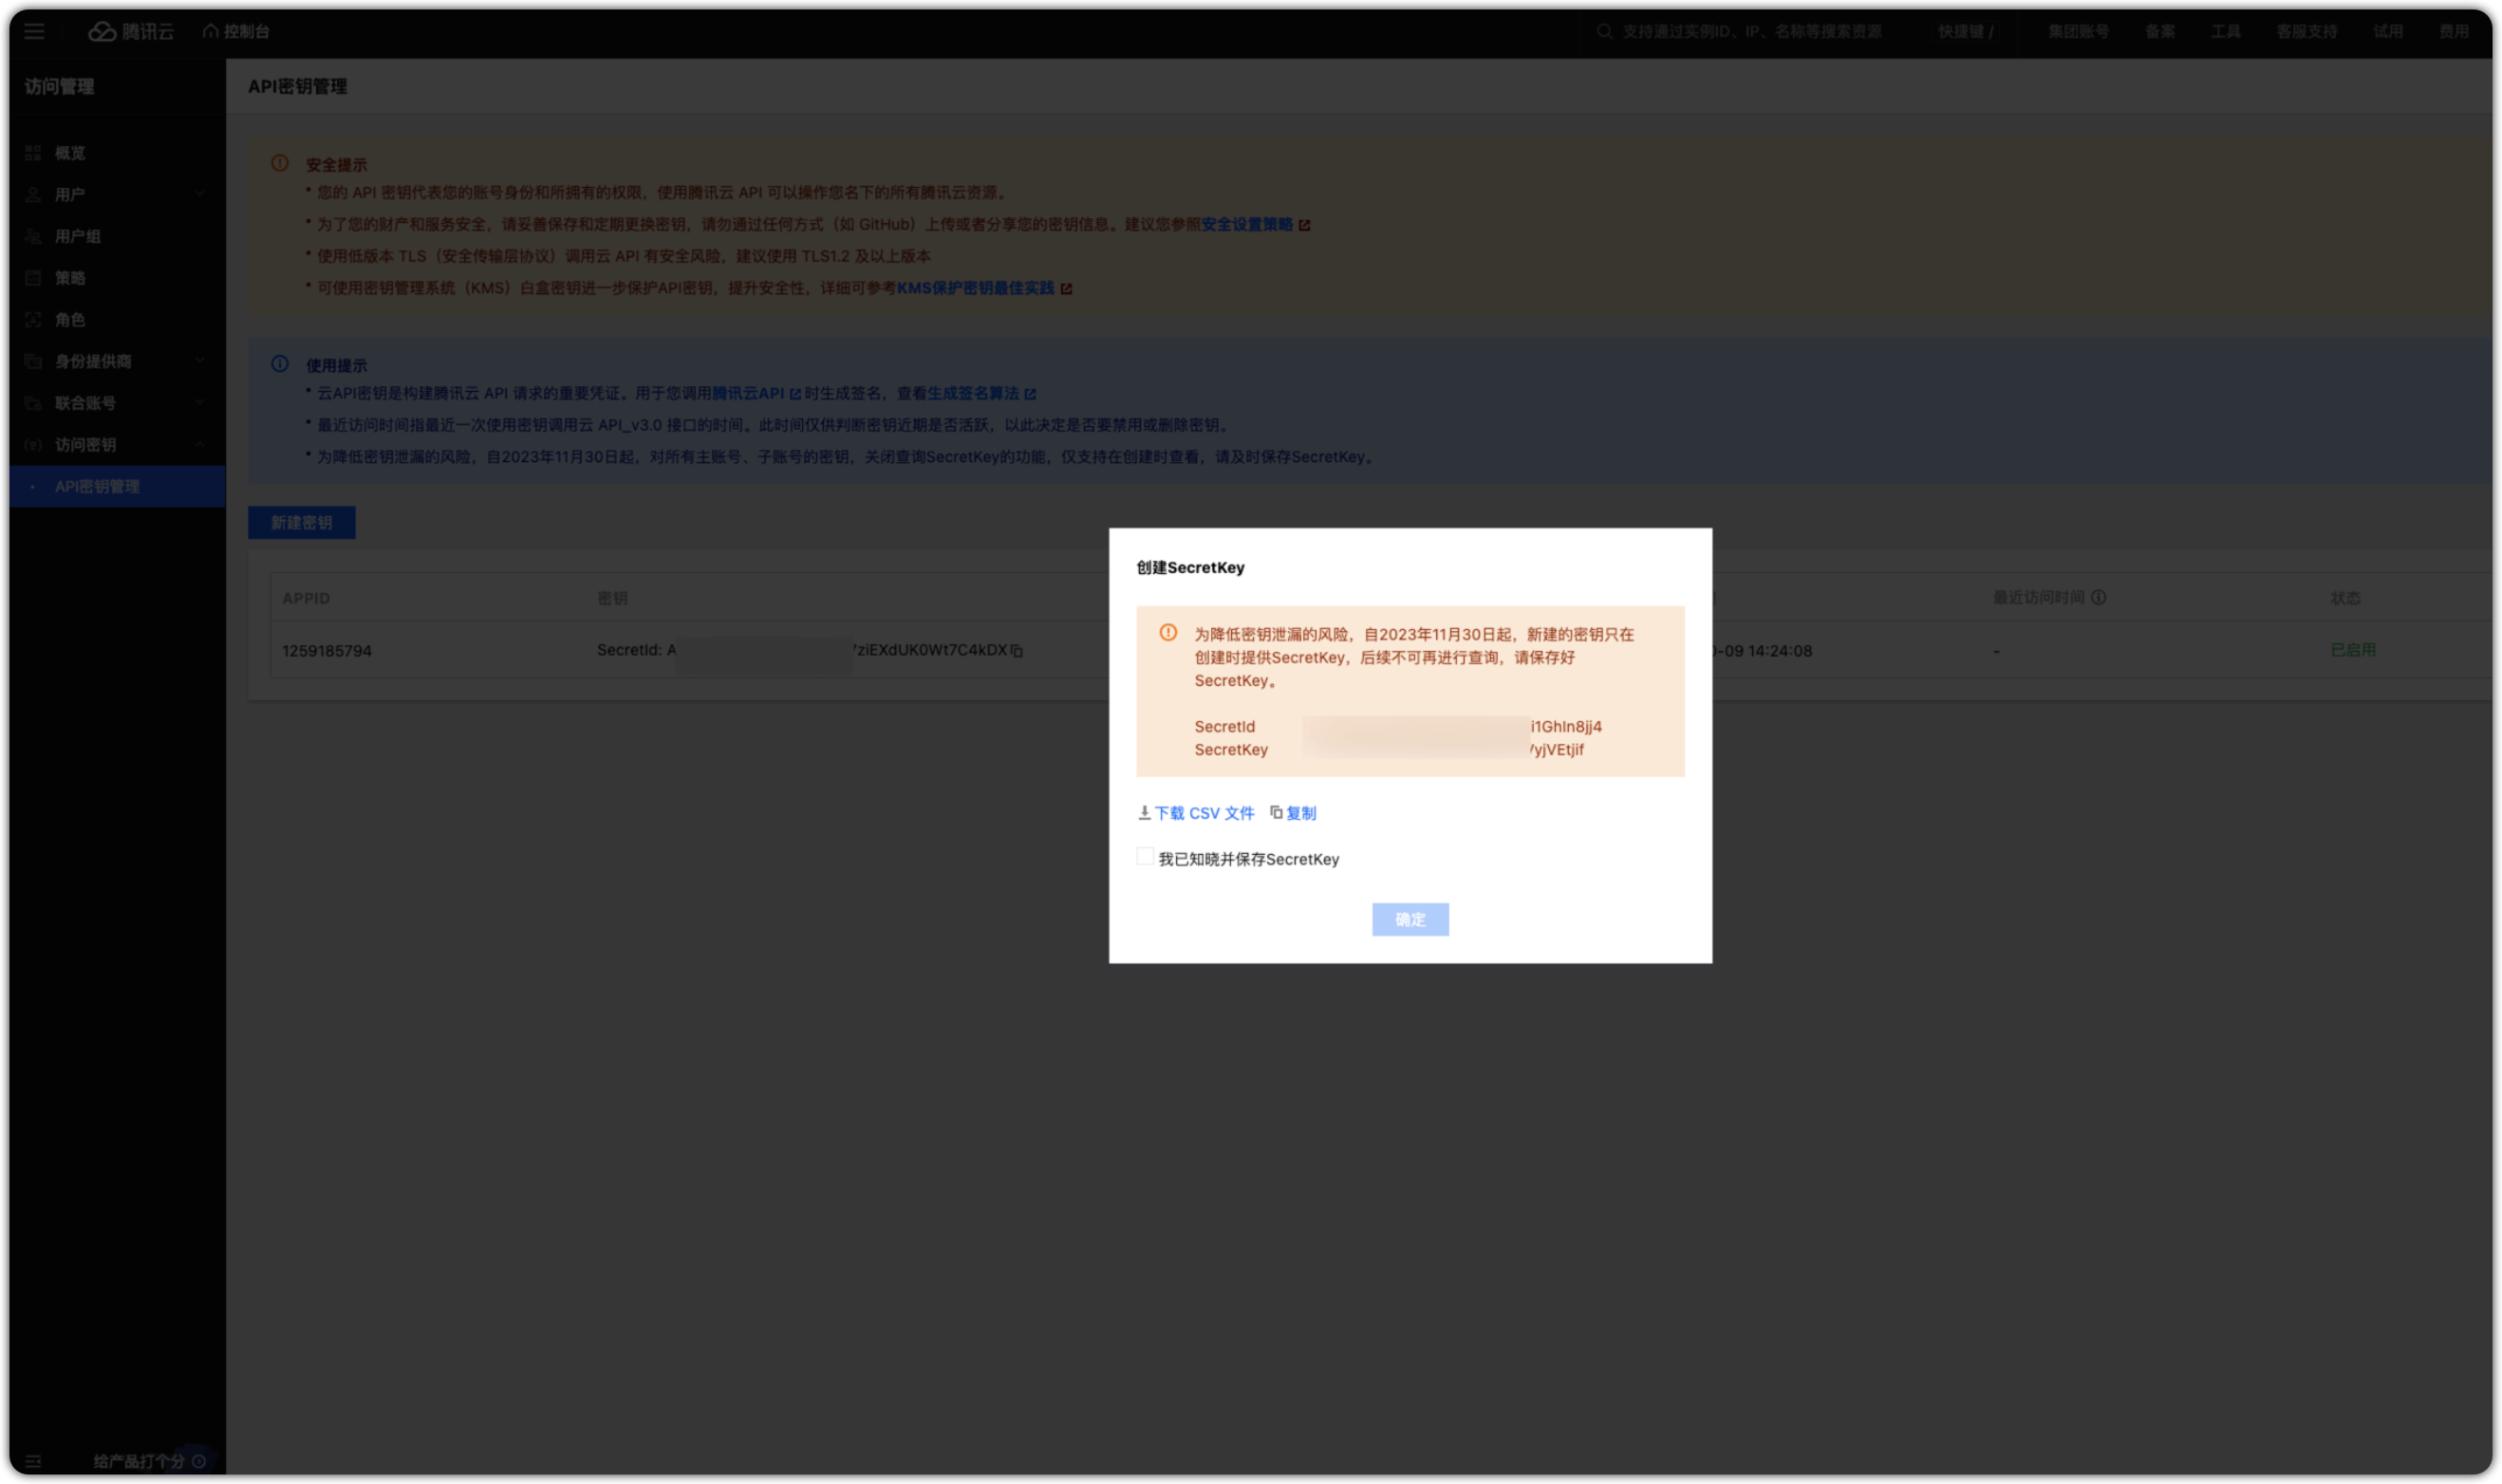 腾讯云
控制台
支持通过实例ID、IP、名称等搜索资源
快捷键 /
集团账号
备案
工具
客服支持
试用
费用
访问管理
概览
用户
用户组
策略
角色
身份提供商
联合账号
访问密钥
API密钥管理
给产品打个分
API密钥管理
安全提示
您的 API 密钥代表您的账号身份和所拥有的权限，使用腾讯云 API 可以操作您名下的所有腾讯云资源。
为了您的财产和服务安全，请妥善保存和定期更换密钥，请勿通过任何方式（如 GitHub）上传或者分享您的密钥信息。建议您参照安全设置策略
使用低版本 TLS（安全传输层协议）调用云 API 有安全风险，建议使用 TLS1.2 及以上版本
可使用密钥管理系统（KMS）白盒密钥进一步保护API密钥，提升安全性，详细可参考KMS保护密钥最佳实践
使用提示
云API密钥是构建腾讯云 API 请求的重要凭证。用于您调用腾讯云API 时生成签名，查看生成签名算法
最近访问时间指最近一次使用密钥调用云 API_v3.0 接口的时间。此时间仅供判断密钥近期是否活跃，以此决定是否要禁用或删除密钥。
为降低密钥泄漏的风险，自2023年11月30日起，对所有主账号、子账号的密钥，关闭查询SecretKey的功能，仅支持在创建时查看，请及时保存SecretKey。
新建密钥
APPID
密钥
最近访问时间
状态
1259185794
SecretId: A
ziEXdUK0Wt7C4kDX
-09 14:24:08
-
已启用
创建SecretKey
为降低密钥泄漏的风险，自2023年11月30日起，新建的密钥只在
创建时提供SecretKey，后续不可再进行查询，请保存好
SecretKey。
SecretId i1GhIn8jj4
SecretKey yjVEtjif
下载 CSV 文件
复制
我已知晓并保存SecretKey
确定